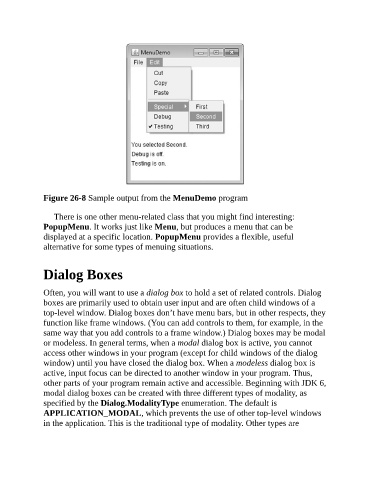 MenuDemo
File Edit
Cut
Copy
Paste
Special First
Debug Second
Testing Third
You selected Second.
Debug is off.
Testing is on.
Figure 26-8 Sample output from the MenuDemo program
There is one other menu-related class that you might find interesting:
PopupMenu. It works just like Menu, but produces a menu that can be
displayed at a specific location. PopupMenu provides a flexible, useful
alternative for some types of menuing situations.
Dialog Boxes
Often, you will want to use a dialog box to hold a set of related controls. Dialog
boxes are primarily used to obtain user input and are often child windows of a
top-level window. Dialog boxes don’t have menu bars, but in other respects, they
function like frame windows. (You can add controls to them, for example, in the
same way that you add controls to a frame window.) Dialog boxes may be modal
or modeless. In general terms, when a modal dialog box is active, you cannot
access other windows in your program (except for child windows of the dialog
window) until you have closed the dialog box. When a modeless dialog box is
active, input focus can be directed to another window in your program. Thus,
other parts of your program remain active and accessible. Beginning with JDK 6,
modal dialog boxes can be created with three different types of modality, as
specified by the Dialog.ModalityType enumeration. The default is
APPLICATION_MODAL, which prevents the use of other top-level windows
in the application. This is the traditional type of modality. Other types are